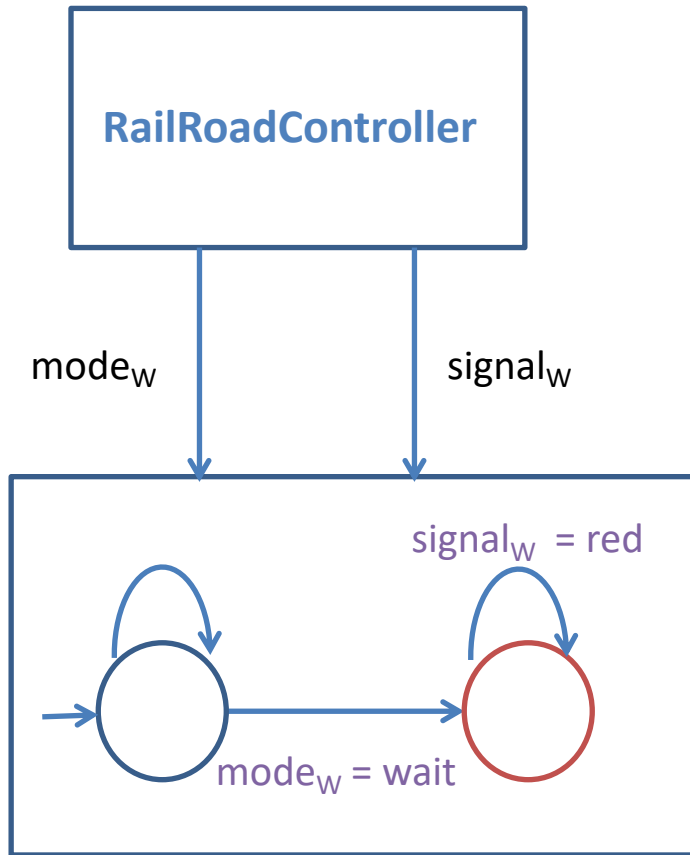 RailRoadController
modeW
signalW
signalW = red
modeW = wait